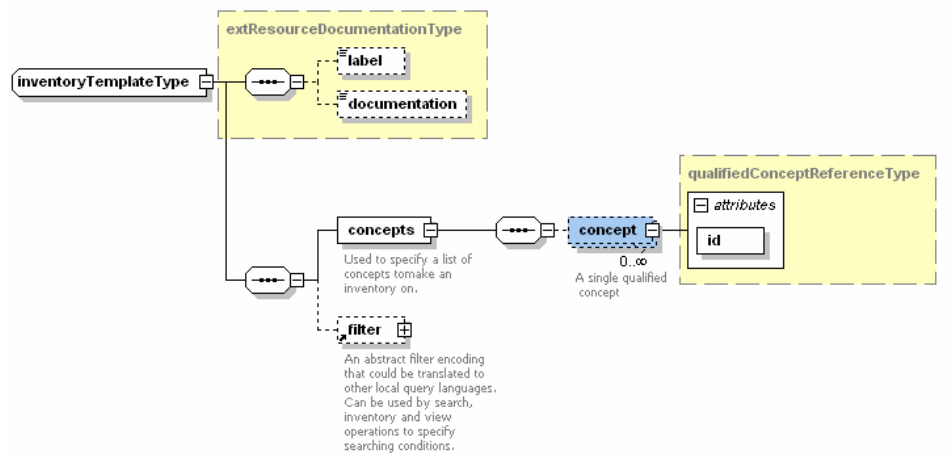 extResourceDocumentationType
label
inventoryTemplateType
documentation
qualifiedConceptReferenceType
attributes
id
concepts
concept
0..∞
Used to specify a list of
concepts tomake an
inventory on.
A single qualified
concept
filter
An abstract filter encoding
that could be translated to
other local query languages.
Can be used by search,
inventory and view
operations to specify
searching conditions.